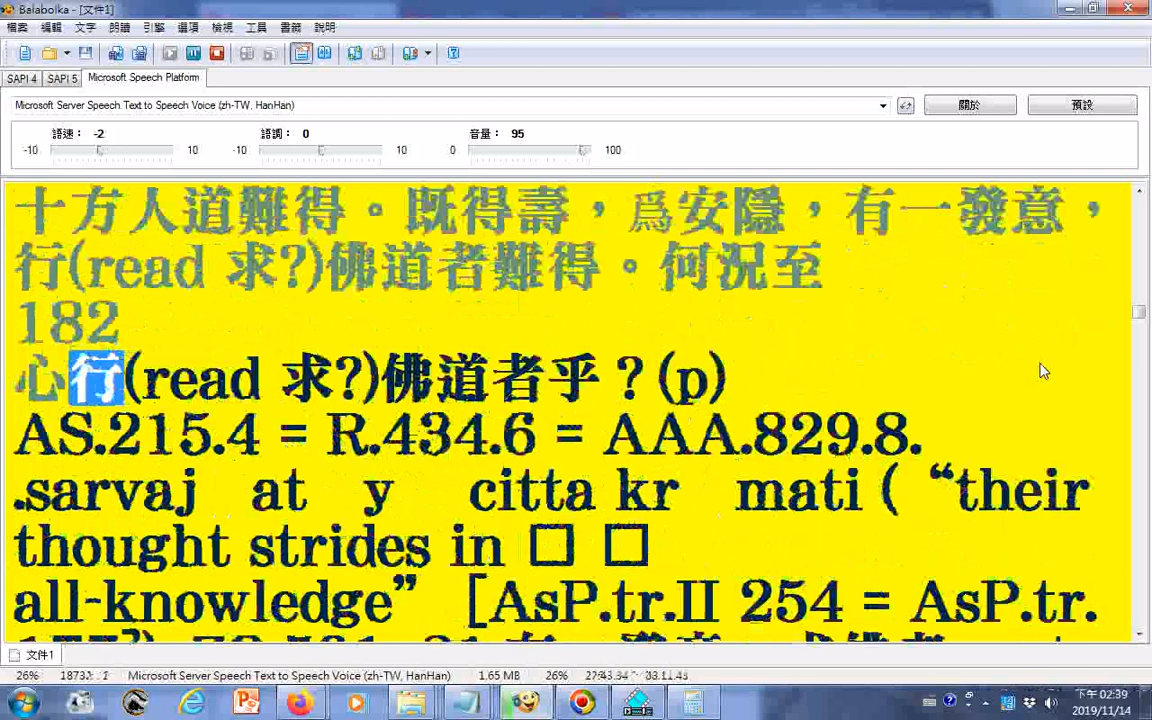 Balabolka - [文件1]
檔案 編輯 文字 朗讀 引擎 選項 檢視 工具 書籤 說明
SAPI 4 SAPI 5 Microsoft Speech Platform
Microsoft Server Speech Text to Speech Voice (zh-TW, HanHan)
關於 預設
語速： -2 語調： 0 音量： 95
-10 10 -10 10 0 100
十方人道難得。既得壽，爲安隱，有一發意，
行(read 求?)佛道者難得。何況至
182
心行(read 求?)佛道者乎？(p)
AS.215.4 = R.434.6 = AAA.829.8.
.sarvaj at y citta kr mati ( “their
thought strides in □ □
all-knowledge” [AsP.tr.II 254 = AsP.tr.
文件1
26% Microsoft Server Speech Text to Speech Voice (zh-TW, HanHan) 1.65 MB 26%
下午 02:39
2019/11/14